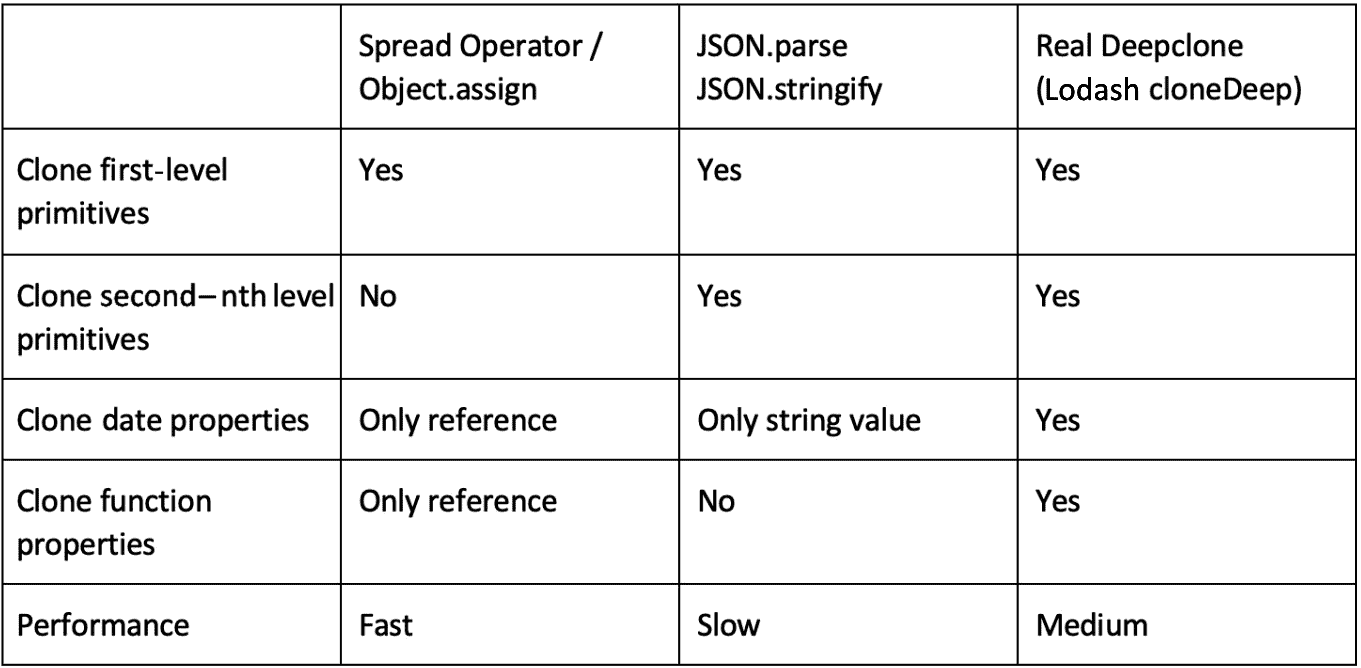 Spread Operator /
Object.assign
JSON.parse
JSON.stringify
Real Deepclone
(Lodash cloneDeep)
Clone first-level
primitives
Yes
Yes
Yes
Clone second–nth level
primitives
No
Yes
Yes
Clone date properties
Only reference
Only string value
Yes
Clone function
properties
Only reference
No
Yes
Performance
Fast
Slow
Medium